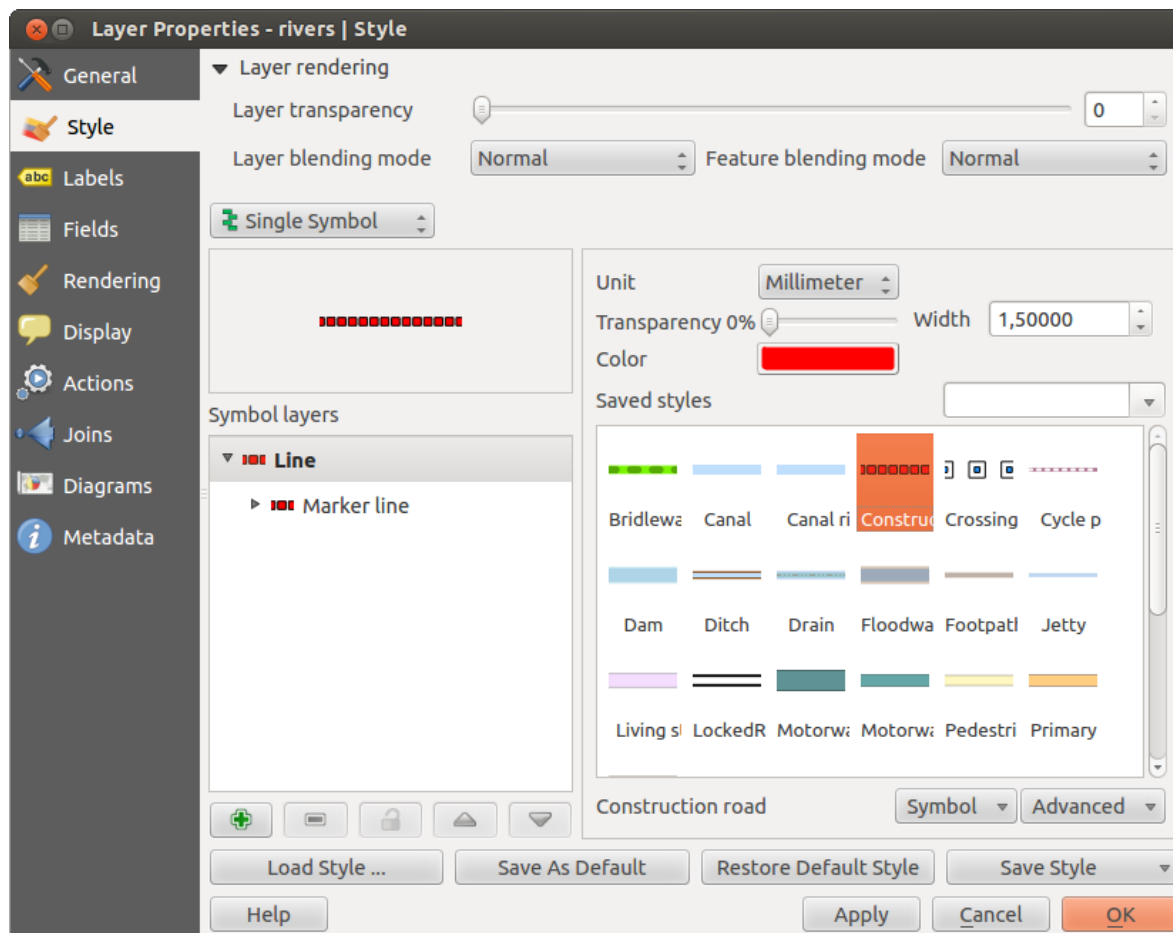 Layer Properties - rivers | Style
General
Style
abc Labels
Fields
Rendering
Display
Actions
Joins
Diagrams
i Metadata
Layer rendering
Layer transparency 0
Layer blending mode Normal Feature blending mode Normal
Single Symbol
Symbol layers
Line
Marker line
Unit Millimeter
Transparency 0% Width 1,50000
Color
Saved styles
Bridlewa Canal Canal ri Construc Crossing Cycle p
Dam Ditch Drain Floodwa Footpatl Jetty
Living st LockedR Motorwa Motorwa Pedestri Primary
Construction road Symbol Advanced
Load Style ... Save As Default Restore Default Style Save Style
Help Apply Cancel OK